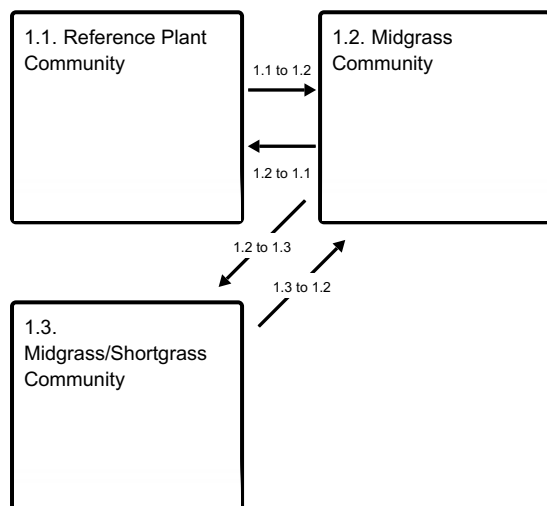 1.1. Reference Plant
Community
1.1 to 1.2
1.2. Midgrass
Community
1.2 to 1.1
1.2 to 1.3
1.3 to 1.2
1.3.
Midgrass/Shortgrass
Community